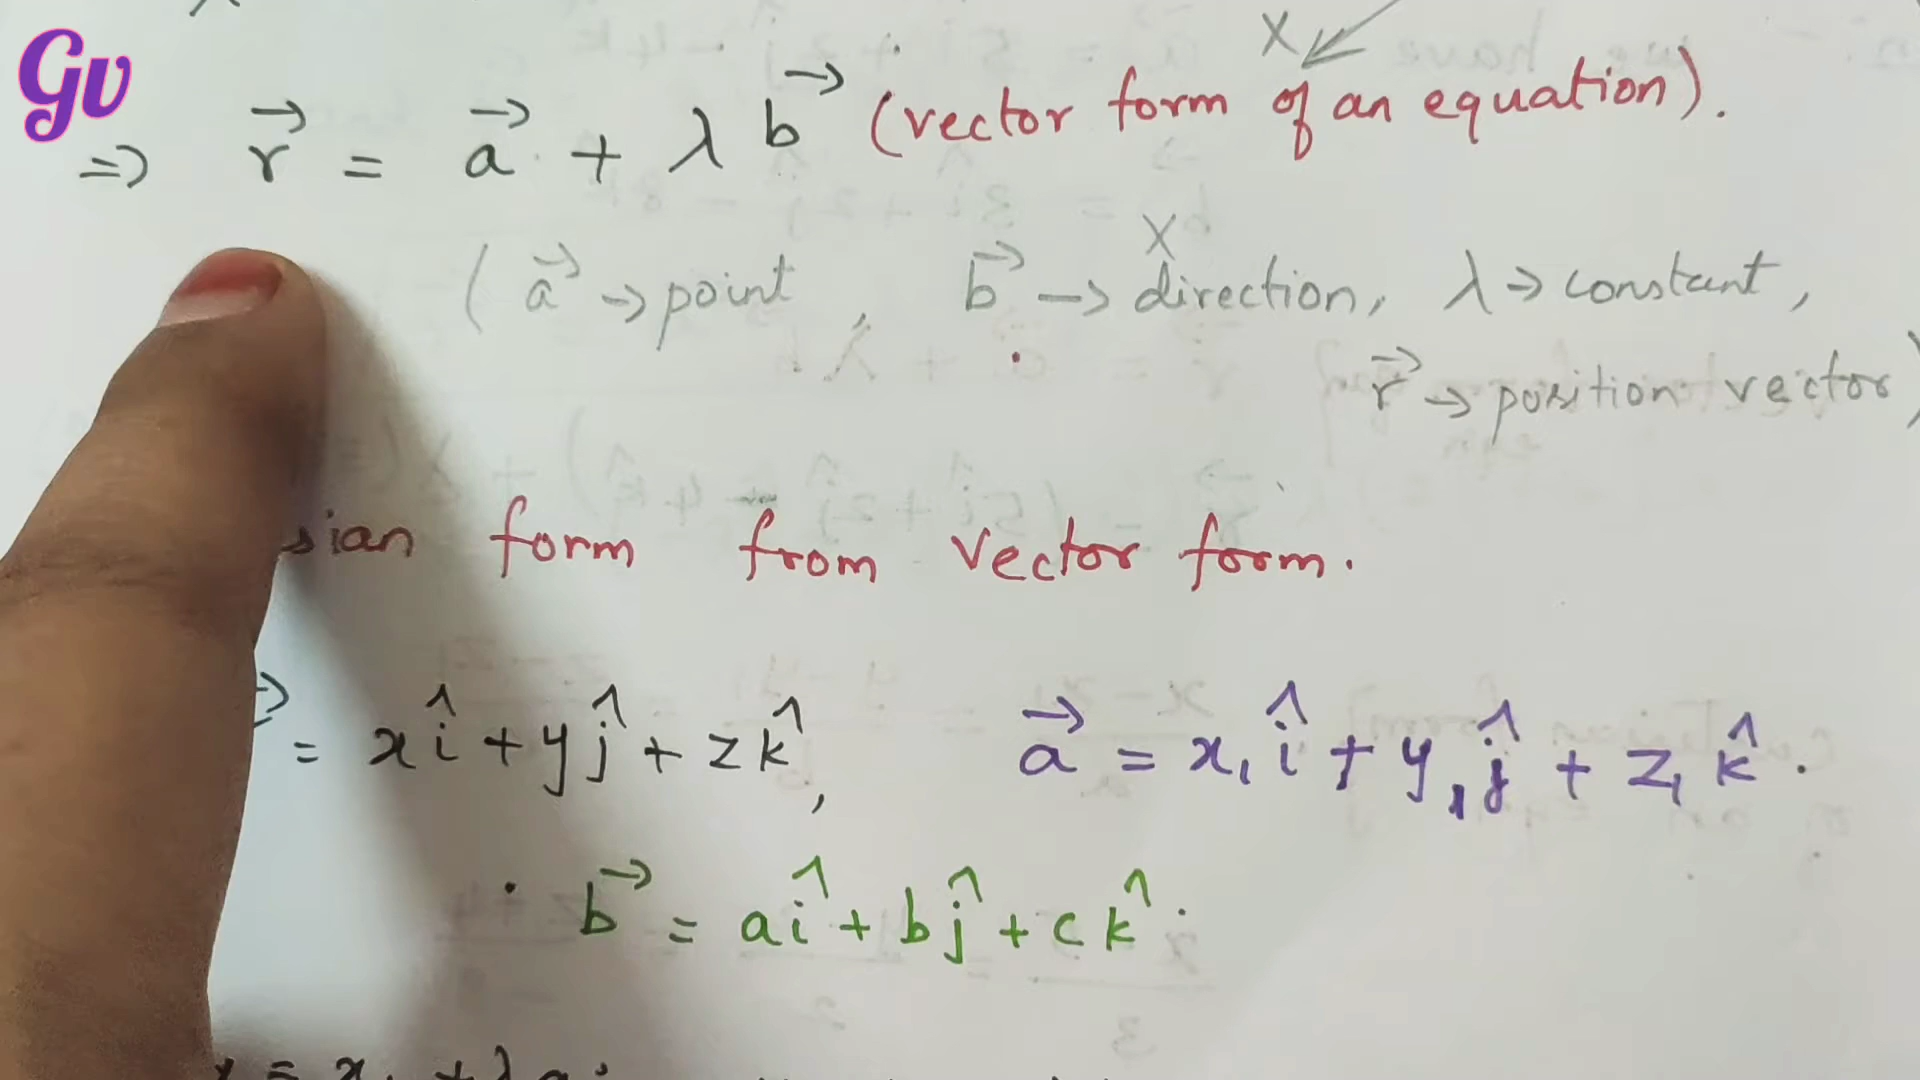 Gv
X
⇒ r⃗ = a⃗ + λ b⃗ (vector form of an equation).
X
( a⃗ → point , b⃗ → direction, λ → constant,
r⃗ → position vector)
sian form from vector form.
= xî + yĵ + zk̂, a⃗ = x₁î + y₁ĵ + z₁k̂.
b⃗ = aî + bĵ + ck̂